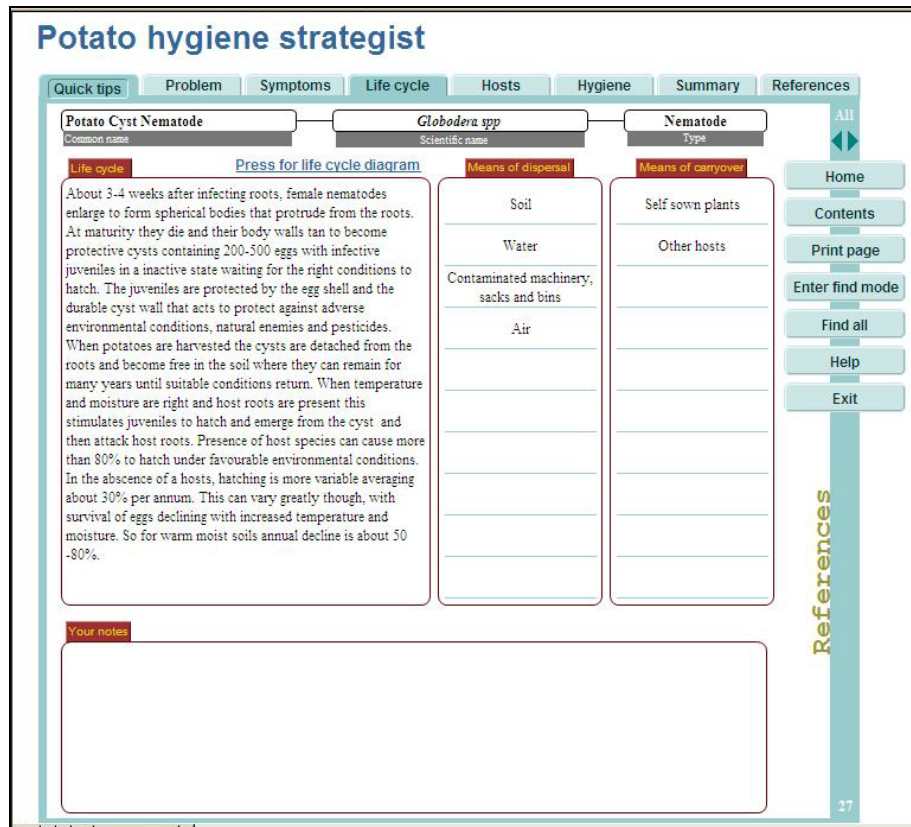 Potato hygiene strategist
Quick tips
Problem
Symptoms
Life cycle
Hosts
Hygiene
Summary
References
Potato Cyst Nematode
Globodera spp
Nematode
Common name
Scientific name
Type
All
Life cycle
Press for life cycle diagram
About 3-4 weeks after infecting roots, female nematodes
enlarge to form spherical bodies that protrude from the roots.
At maturity they die and their body walls tan to become
protective cysts containing 200-500 eggs with infective
juveniles in a inactive state waiting for the right conditions to
hatch. The juveniles are protected by the egg shell and the
durable cyst wall that acts to protect against adverse
environmental conditions, natural enemies and pesticides.
When potatoes are harvested the cysts are detached from the
roots and become free in the soil where they can remain for
many years until suitable conditions return. When temperature
and moisture are right and host roots are present this
stimulates juveniles to hatch and emerge from the cyst and
then attack host roots. Presence of host species can cause more
than 80% to hatch under favourable environmental conditions.
In the abscence of a hosts, hatching is more variable averaging
about 30% per annum. This can vary greatly though, with
survival of eggs declining with increased temperature and
moisture. So for warm moist soils annual decline is about 50
-80%.
Means of dispersal
Soil
Water
Contaminated machinery,
sacks and bins
Air
Means of carryover
Self sown plants
Other hosts
Home
Contents
Print page
Enter find mode
Find all
Help
Exit
References
Your notes
27